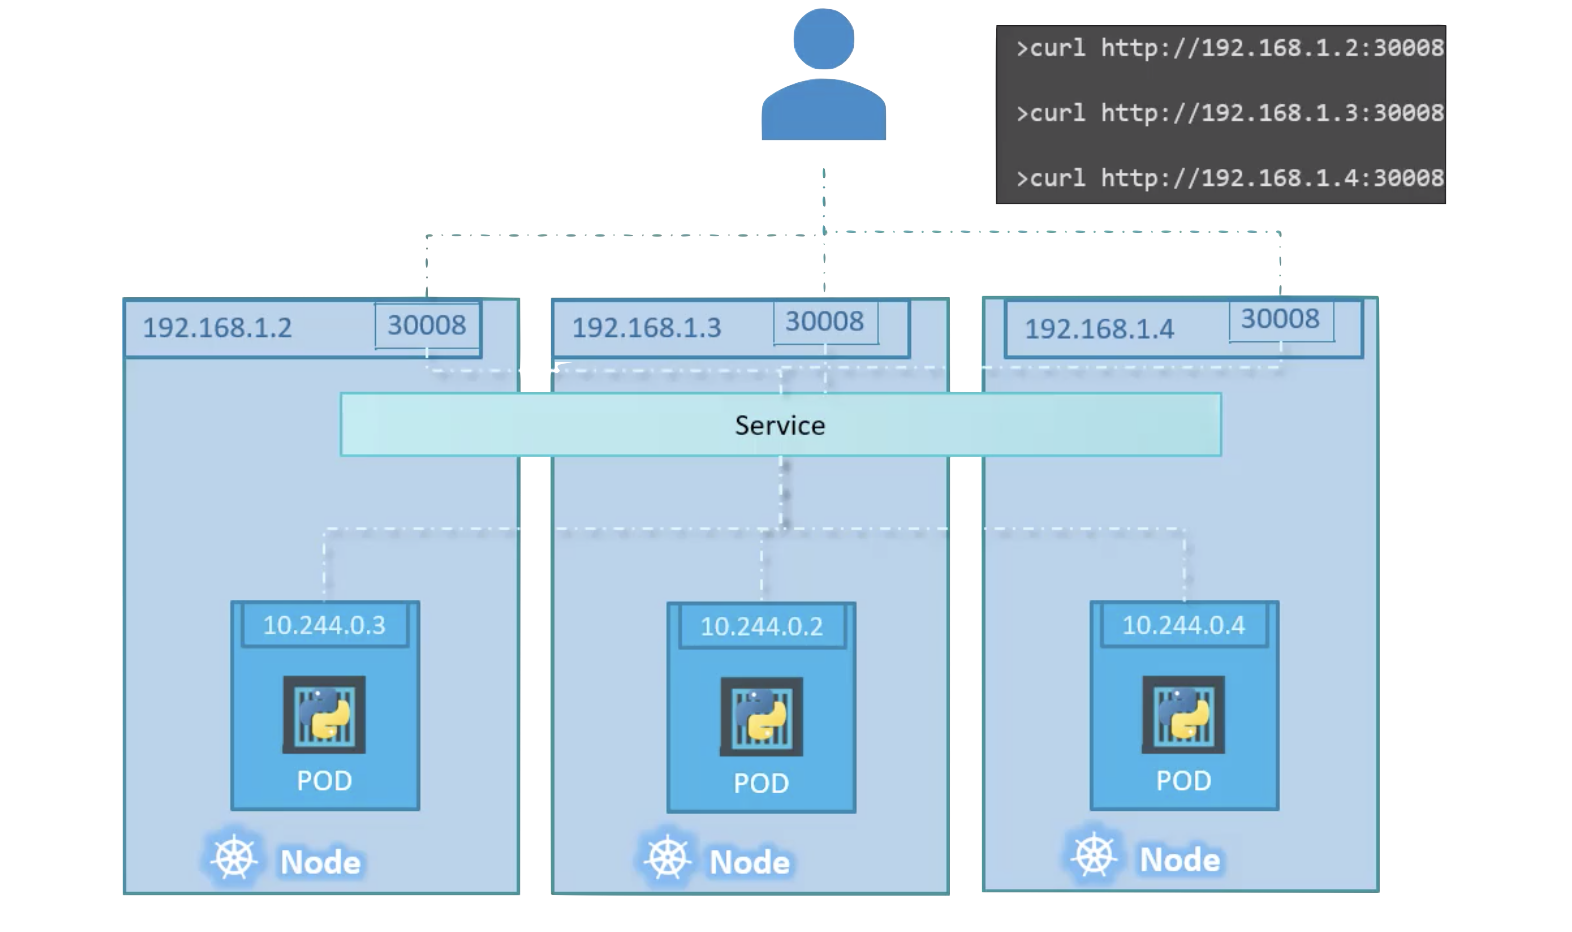 >curl http://192.168.1.2:30008
>curl http://192.168.1.3:30008
>curl http://192.168.1.4:30008
192.168.1.2
30008
192.168.1.3
30008
192.168.1.4
30008
Service
10.244.0.3
10.244.0.2
10.244.0.4
POD
POD
POD
Node
Node
Node